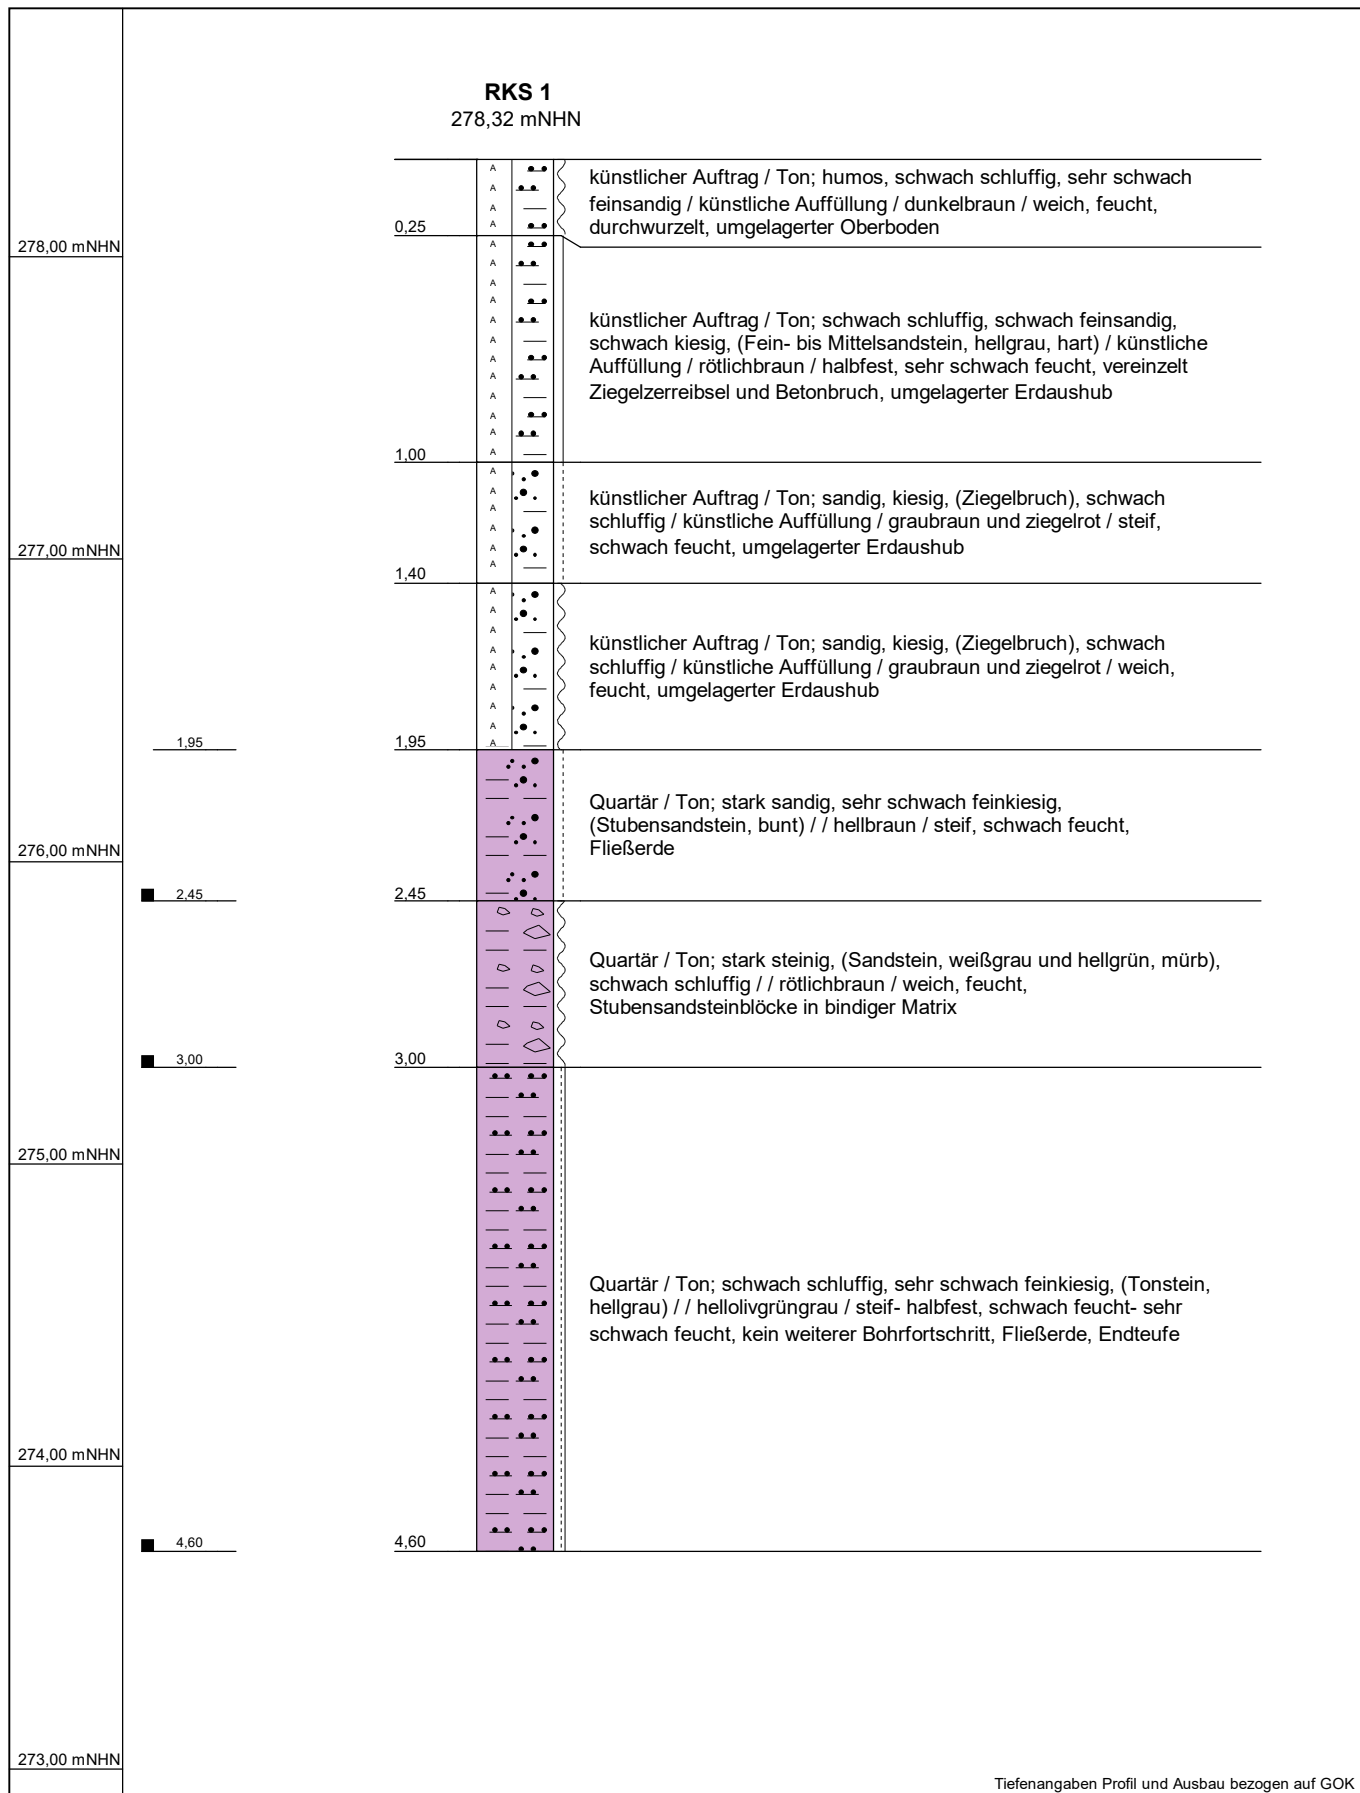 RKS 1
278,32 mNHN
künstlicher Auftrag / Ton; humos, schwach schluffig, sehr schwach
feinsandig / künstliche Auffüllung / dunkelbraun / weich, feucht,
durchwurzelt, umgelagerter Oberboden
0,25
278,00 mNHN
künstlicher Auftrag / Ton; schwach schluffig, schwach feinsandig,
schwach kiesig, (Fein- bis Mittelsandstein, hellgrau, hart) / künstliche
Auffüllung / rötlichbraun / halbfest, sehr schwach feucht, vereinzelt
Ziegelzerreibsel und Betonbruch, umgelagerter Erdaushub
1,00
künstlicher Auftrag / Ton; sandig, kiesig, (Ziegelbruch), schwach
schluffig / künstliche Auffüllung / graubraun und ziegelrot / steif,
schwach feucht, umgelagerter Erdaushub
277,00 mNHN
1,40
künstlicher Auftrag / Ton; sandig, kiesig, (Ziegelbruch), schwach
schluffig / künstliche Auffüllung / graubraun und ziegelrot / weich,
feucht, umgelagerter Erdaushub
1,95 1,95
Quartär / Ton; stark sandig, sehr schwach feinkiesig,
(Stubensandstein, bunt) / / hellbraun / steif, schwach feucht,
Fließerde
276,00 mNHN
2,45 2,45
Quartär / Ton; stark steinig, (Sandstein, weißgrau und hellgrün, mürb),
schwach schluffig / / rötlichbraun / weich, feucht,
Stubensandsteinblöcke in bindiger Matrix
3,00 3,00
275,00 mNHN
Quartär / Ton; schwach schluffig, sehr schwach feinkiesig, (Tonstein,
hellgrau) / / hellolivgrüngrau / steif- halbfest, schwach feucht- sehr
schwach feucht, kein weiterer Bohrfortschritt, Fließerde, Endteufe
274,00 mNHN
4,60 4,60
273,00 mNHN
Tiefenangaben Profil und Ausbau bezogen auf GOK